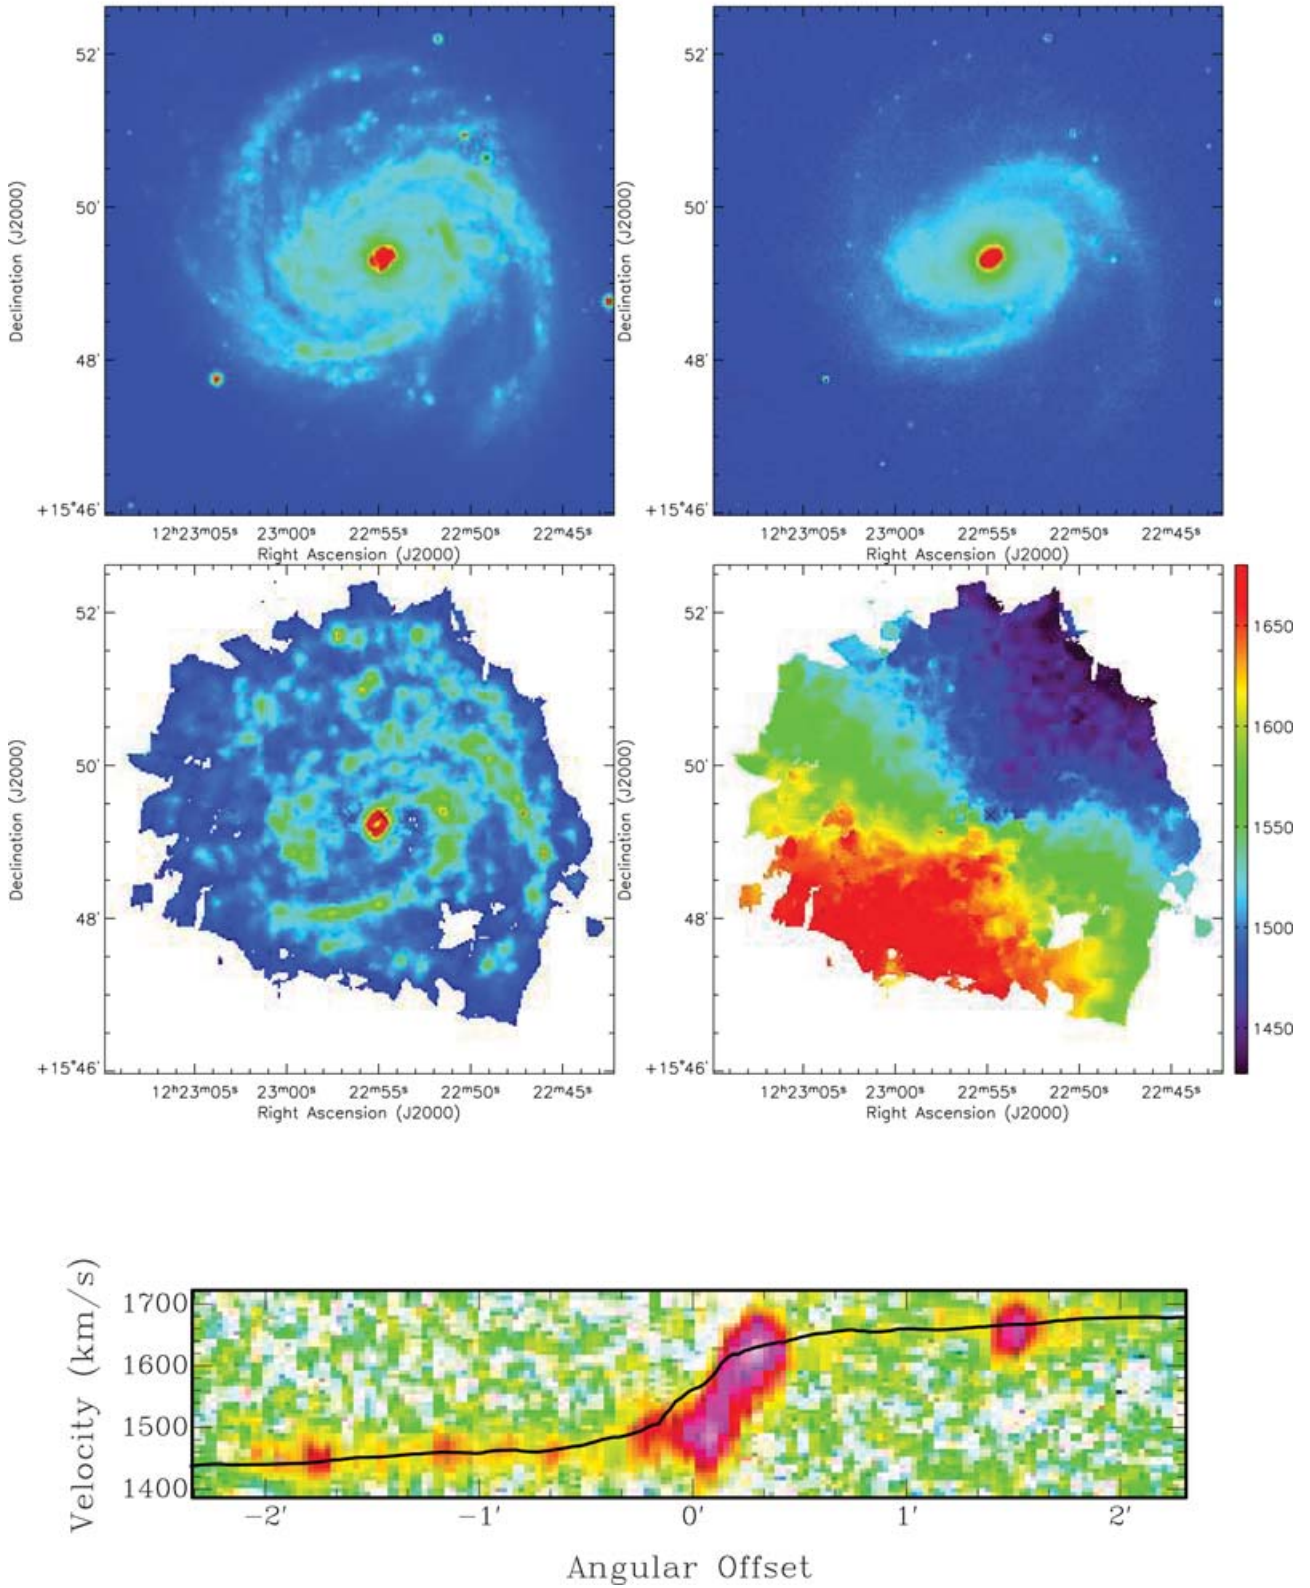 52'
50'
48'
+15°46'
Declination (J2000)
12ʰ23ᵐ05ˢ 23ᵐ00ˢ 22ᵐ55ˢ 22ᵐ50ˢ 22ᵐ45ˢ
Right Ascension (J2000)
52'
50'
48'
+15°46'
Declination (J2000)
12ʰ23ᵐ05ˢ 23ᵐ00ˢ 22ᵐ55ˢ 22ᵐ50ˢ 22ᵐ45ˢ
Right Ascension (J2000)
52'
50'
48'
+15°46'
Declination (J2000)
12ʰ23ᵐ05ˢ 23ᵐ00ˢ 22ᵐ55ˢ 22ᵐ50ˢ 22ᵐ45ˢ
Right Ascension (J2000)
52'
50'
48'
+15°46'
Declination (J2000)
12ʰ23ᵐ05ˢ 23ᵐ00ˢ 22ᵐ55ˢ 22ᵐ50ˢ 22ᵐ45ˢ
Right Ascension (J2000)
1650
1600
1550
1500
1450
Velocity (km/s)
1700
1600
1500
1400
−2' −1' 0' 1' 2'
Angular Offset